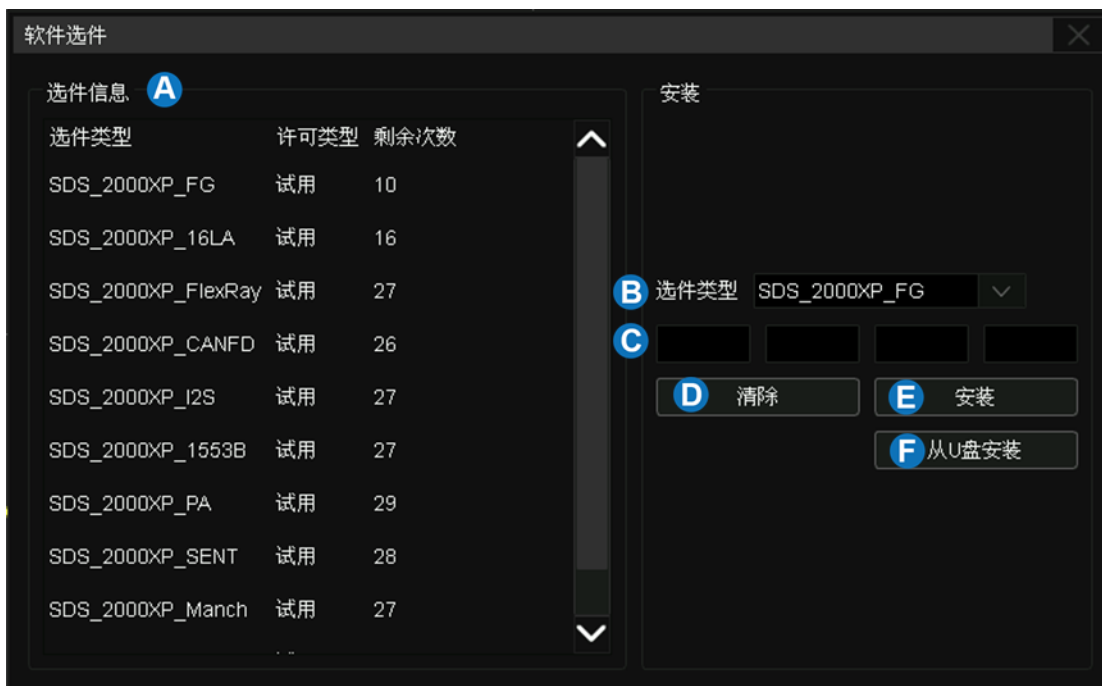 软件选件
选件信息 A
选件类型 许可类型 剩余次数
SDS_2000XP_FG 试用 10
SDS_2000XP_16LA 试用 16
SDS_2000XP_FlexRay 试用 27
SDS_2000XP_CANFD 试用 26
SDS_2000XP_I2S 试用 27
SDS_2000XP_1553B 试用 27
SDS_2000XP_PA 试用 29
SDS_2000XP_SENT 试用 28
SDS_2000XP_Manch 试用 27
安装
B 选件类型 SDS_2000XP_FG
C
D 清除
E 安装
F 从U盘安装